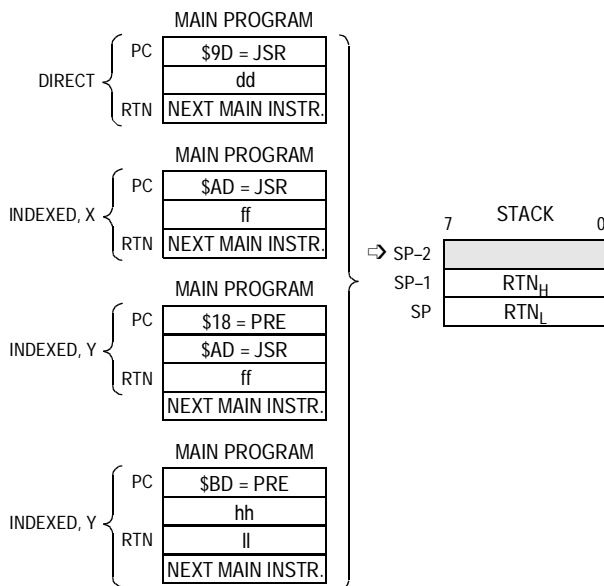 MAIN PROGRAM
PC $9D = JSR
DIRECT dd
RTN NEXT MAIN INSTR.
MAIN PROGRAM
PC $AD = JSR
INDEXED, X ff
RTN NEXT MAIN INSTR.
MAIN PROGRAM
PC $18 = PRE
INDEXED, Y $AD = JSR
RTN ff
NEXT MAIN INSTR.
MAIN PROGRAM
PC $BD = PRE
INDEXED, Y hh
RTN ll
NEXT MAIN INSTR.
7 STACK 0
⇨ SP–2
SP–1 RTNH
SP RTNL